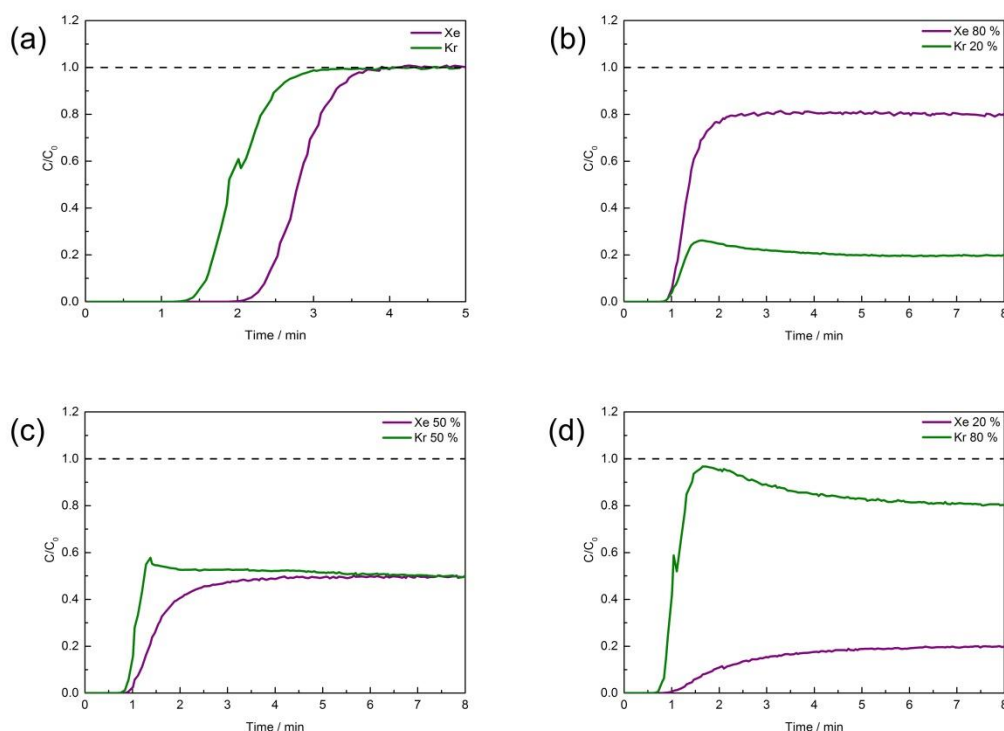 (a)
Xe
Kr
C/C0
1.2
1.0
0.8
0.6
0.4
0.2
0.0
0 1 2 3 4 5
Time / min
(b)
Xe 80 %
Kr 20 %
C/C0
1.2
1.0
0.8
0.6
0.4
0.2
0.0
0 1 2 3 4 5 6 7 8
Time / min
(c)
Xe 50 %
Kr 50 %
C/C0
1.2
1.0
0.8
0.6
0.4
0.2
0.0
0 1 2 3 4 5 6 7 8
Time / min
(d)
Xe 20 %
Kr 80 %
C/C0
1.2
1.0
0.8
0.6
0.4
0.2
0.0
0 1 2 3 4 5 6 7 8
Time / min